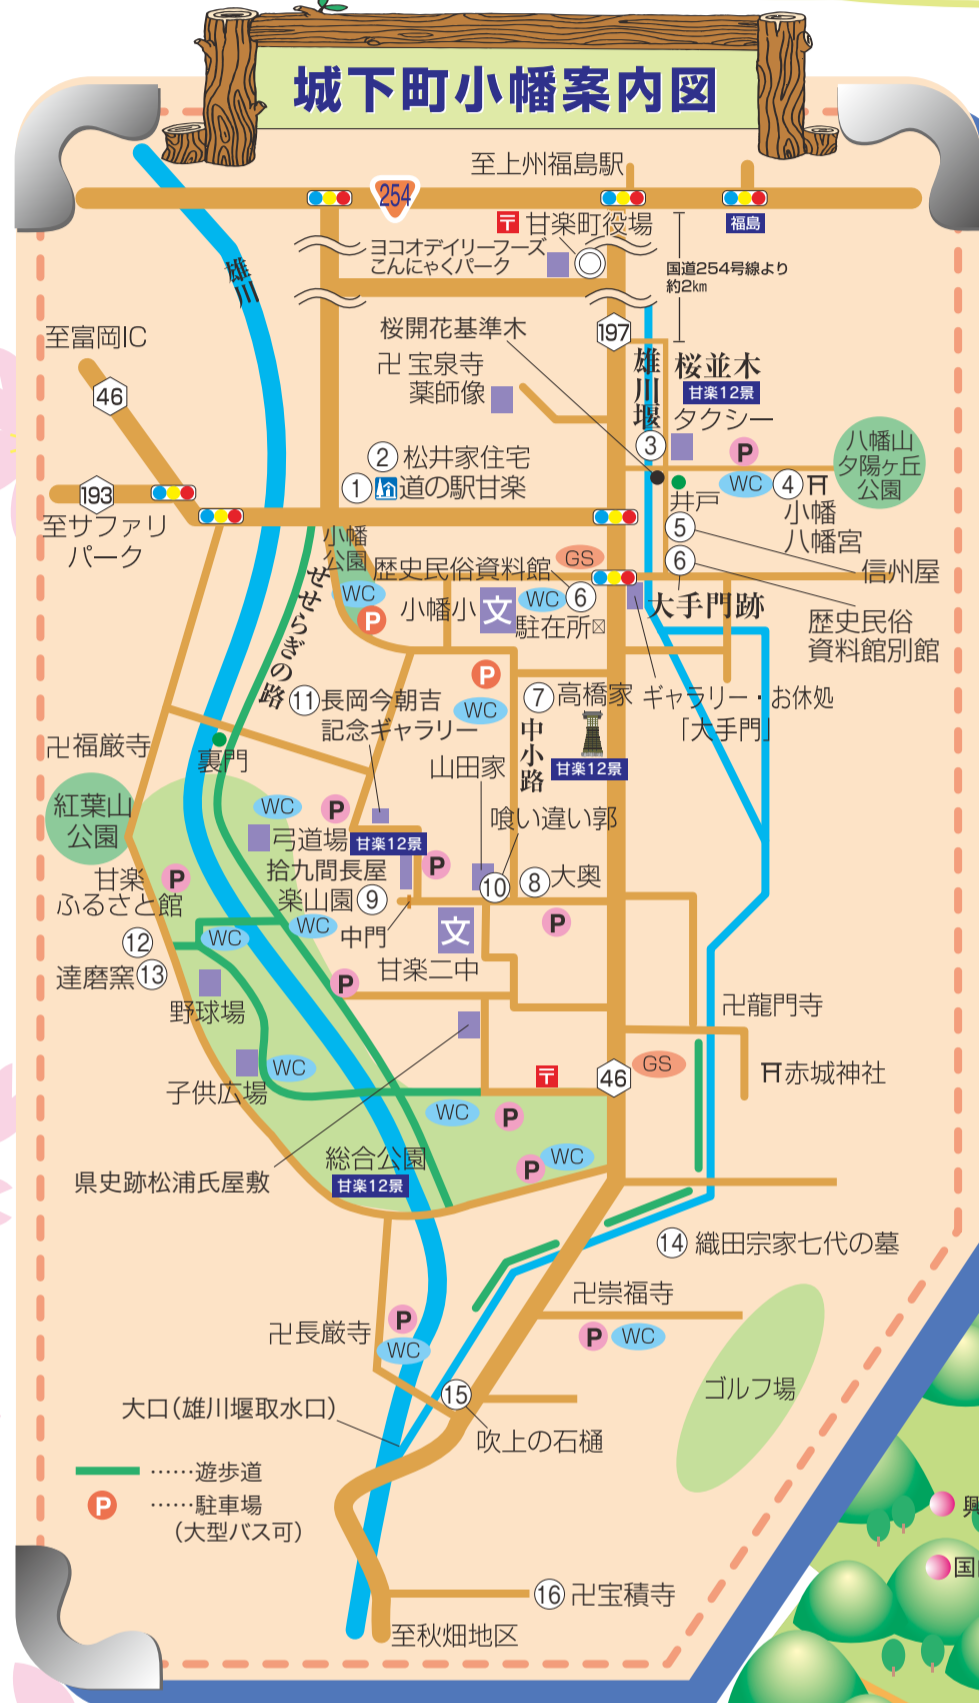 城下町小幡案内図
至上州福島駅
254
〒 甘楽町役場
福島
ヨコオデイリーフーズ
こんにゃくパーク
国道254号線より
約2㎞
雄川
至富岡IC
桜開花基準木
197
卍 宝泉寺
薬師像
雄川堰
桜並木
甘楽12景
46
タクシー
③
P
八幡山
夕陽ヶ丘
公園
② 松井家住宅
① 道の駅甘楽
WC
④
小幡
八幡宮
井戸
193
至サファリ
パーク
⑤
小幡
公園
歴史民俗資料館
GS
⑥
信州屋
せせらぎの路
WC
小幡小
文
WC
⑥
駐在所
大手門跡
歴史民俗
資料館別館
P
P
WC
⑪ 長岡今朝吉
記念ギャラリー
⑦ 高橋家
ギャラリー・お休処
「大手門」
中小路
甘楽12景
卍福厳寺
裏門
山田家
紅葉山
公園
WC
P
喰い違い郭
弓道場
甘楽12景
拾九間長屋
P
甘楽
ふるさと館
P
楽山園 ⑨
⑩
⑧ 大奥
⑫
WC
WC
中門
文
P
達磨窯⑬
甘楽二中
P
野球場
卍龍門寺
子供広場
WC
〒
46
GS
赤城神社
WC
P
総合公園
甘楽12景
P
WC
県史跡松浦氏屋敷
⑭ 織田宗家七代の墓
卍崇福寺
P
WC
卍長厳寺
P
WC
ゴルフ場
大口(雄川堰取水口)
⑮
吹上の石樋
……遊歩道
P ……駐車場
(大型バス可)
⑯ 卍宝積寺
至秋畑地区